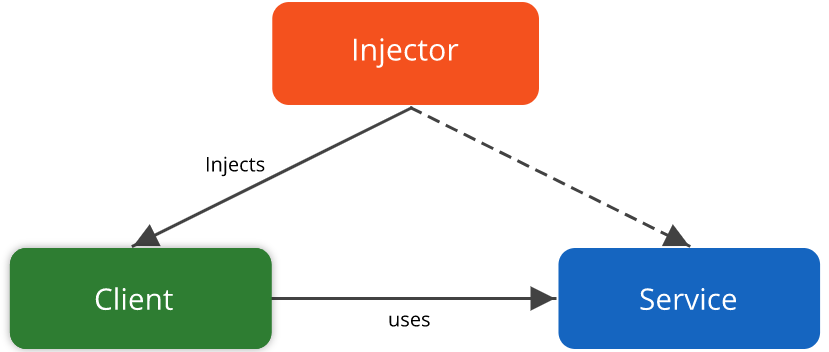 Injector
Injects
Client
Service
uses